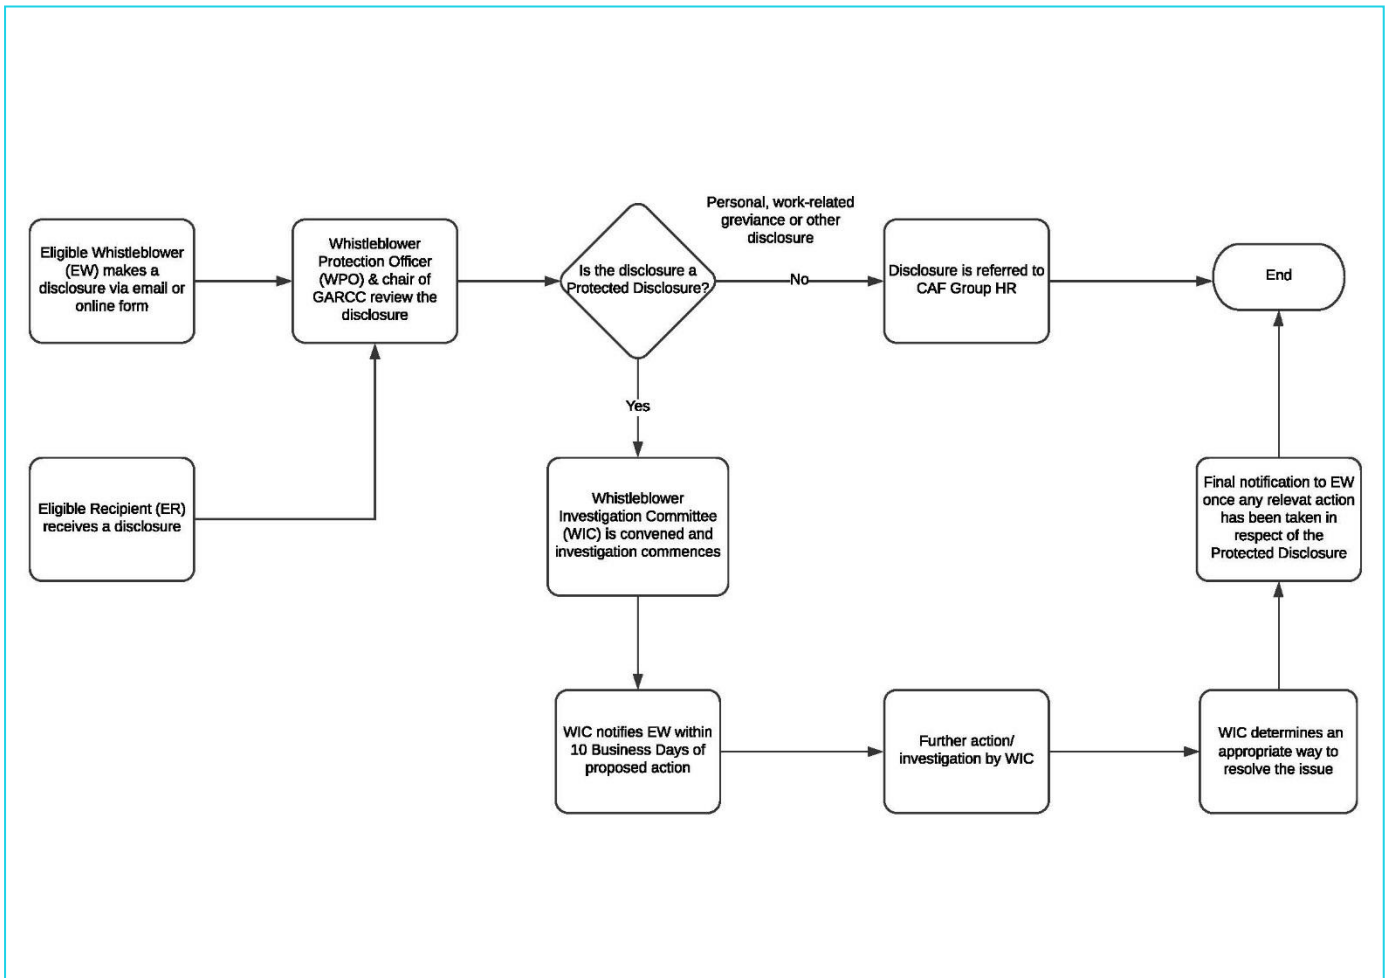 Eligible Whistleblower
(EW) makes a
disclosure via email or
online form
Whistleblower
Protection Officer
(WPO) & chair of
GARCC review the
disclosure
Is the disclosure a
Protected Disclosure?
Personal, work-related
greviance or other
disclosure
No
Disclosure is referred to
CAF Group HR
End
Yes
Eligible Recipient (ER)
receives a disclosure
Whistleblower
Investigation Committee
(WIC) is convened and
investigation commences
Final notification to EW
once any relevat action
has been taken in
respect of the
Protected Disclosure
WIC notifies EW within
10 Business Days of
proposed action
Further action/
investigation by WIC
WIC determines an
appropriate way to
resolve the issue